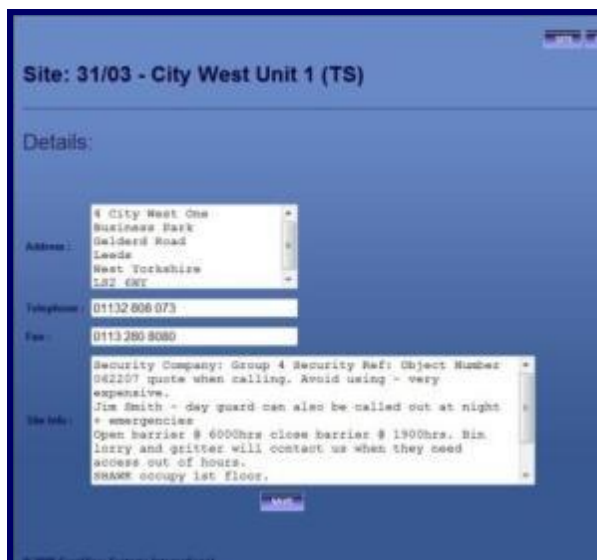 Site: 31/03 - City West Unit 1 (TS)
Details:
Address :
4 City West One
Business Park
Gelderd Road
Leeds
West Yorkshire
Telephone : 01132 808 073
Fax : 0113 280 8080
Site Info :
Security Company: Group 4 Security Ref: Object Number
062207 quote when calling. Avoid using - very
expensive.
Jim Smith - day guard can also be called out at night
+ emergencies
Open barrier @ 6000hrs close barrier @ 1900hrs. Bin
lorry and gritter will contact us when they need
access out of hours.
SHAWK occupy 1st floor.